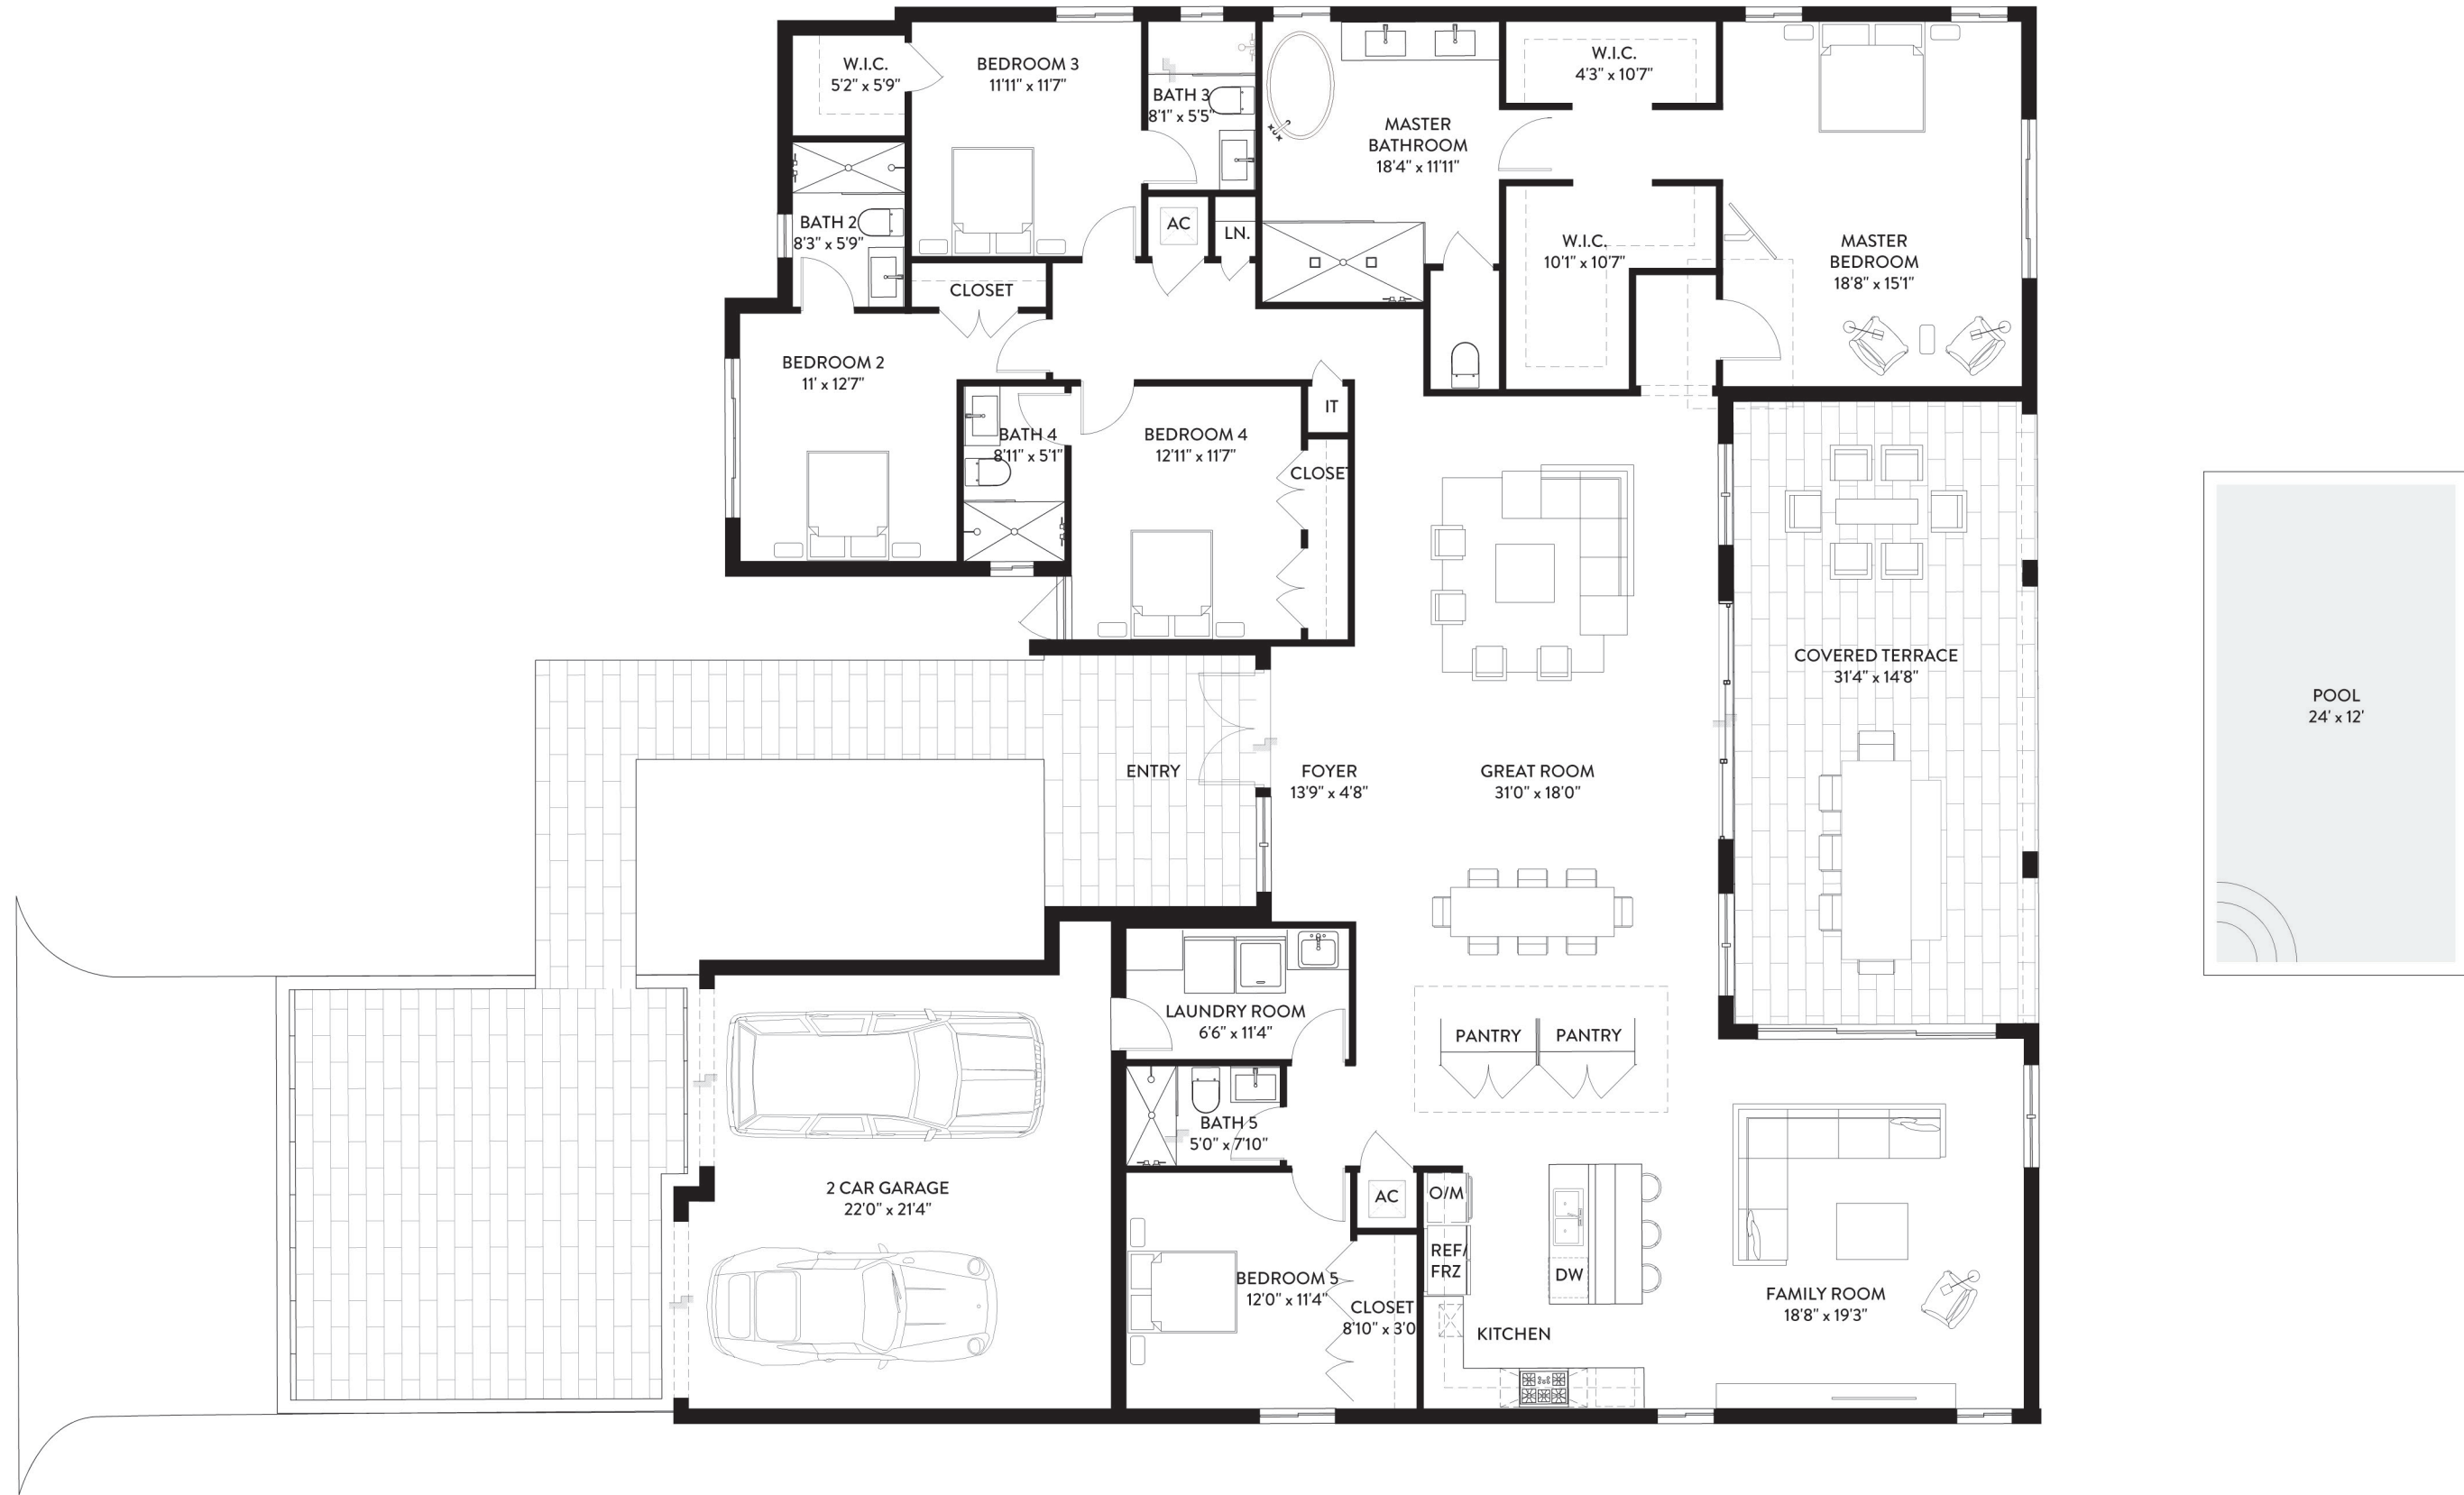 W.I.C.
5'2" x 5'9"
BEDROOM 3
11'11" x 11'7"
BATH 3
8'1" x 5'5"
MASTER
BATHROOM
18'4" x 11'11"
W.I.C.
4'3" x 10'7"
BATH 2
8'3" x 5'9"
AC
LN.
W.I.C.
10'1" x 10'7"
MASTER
BEDROOM
18'8" x 15'1"
CLOSET
BEDROOM 2
11' x 12'7"
BATH 4
8'11" x 5'1"
BEDROOM 4
12'11" x 11'7"
IT
CLOSE
COVERED TERRACE
31'4" x 14'8"
POOL
24' x 12'
ENTRY
FOYER
13'9" x 4'8"
GREAT ROOM
31'0" x 18'0"
LAUNDRY ROOM
6'6" x 11'4"
PANTRY
PANTRY
BATH 5
5'0" x 7'10"
2 CAR GARAGE
22'0" x 21'4"
AC
O/M
REF/
FRZ
DW
BEDROOM 5
12'0" x 11'4"
CLOSET
8'10" x 3'0
KITCHEN
FAMILY ROOM
18'8" x 19'3"